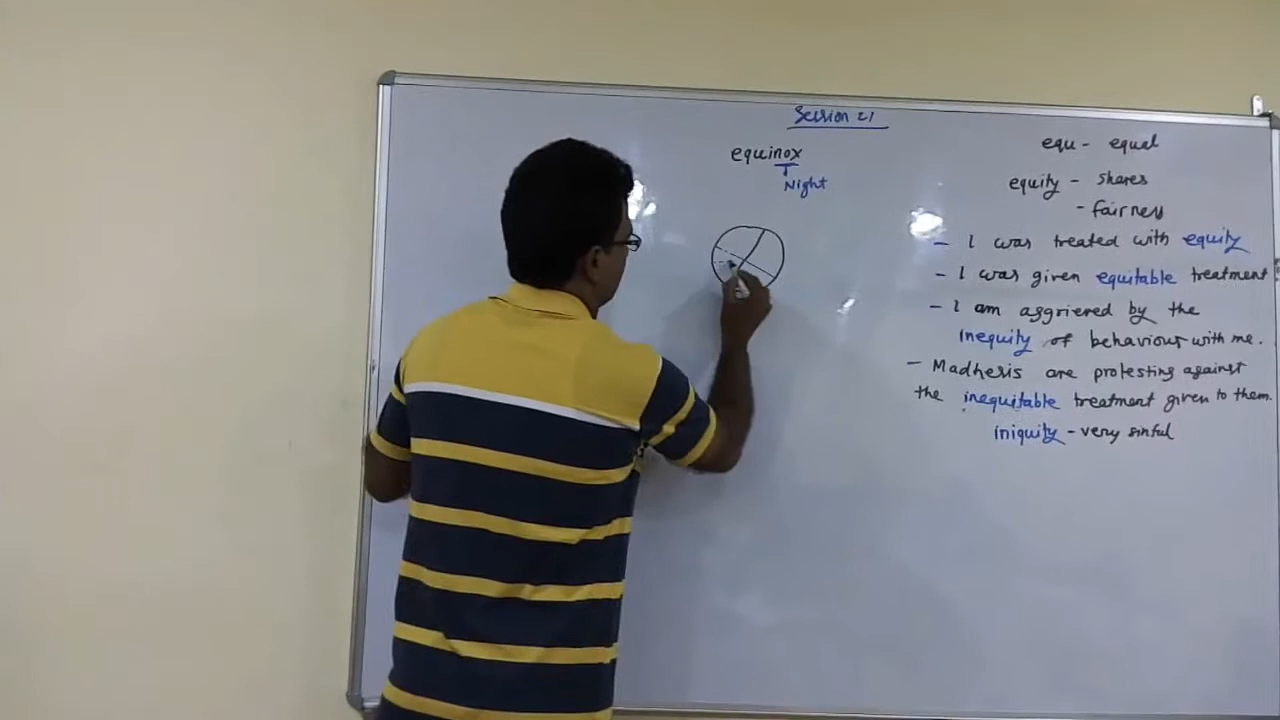 Session 21
equinox
Night
equ - equal
equity - shares
- fairness
- I was treated with equity
- I was given equitable treatment
- I am aggrieved by the
inequity of behaviour with me.
- Madhesis are protesting against
the inequitable treatment given to them.
iniquity - very sinful